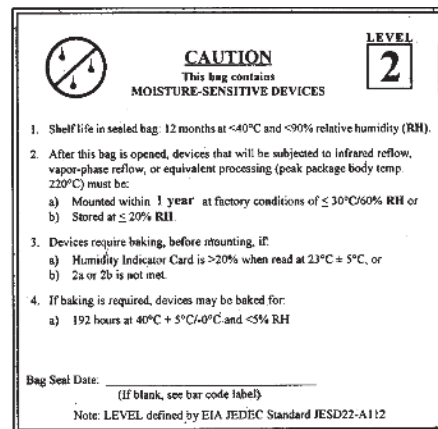 LEVEL
2
CAUTION
This bag contains
MOISTURE-SENSITIVE DEVICES
1. Shelf life in sealed bag: 12 months at <40°C and <90% relative humidity (RH).
2. After this bag is opened, devices that will be subjected to infrared reflow,
vapor-phase reflow, or equivalent processing (peak package body temp.
220°C) must be:
a) Mounted within 1 year at factory conditions of ≤ 30°C/60% RH or
b) Stored at ≤ 20% RH.
3. Devices require baking, before mounting, if:
a) Humidity Indicator Card is >20% when read at 23°C ± 5°C, or
b) 2a or 2b is not met.
4. If baking is required, devices may be baked for:
a) 192 hours at 40°C + 5°C/-0°C and <5% RH
Bag Seal Date:
(If blank, see bar code label)
Note: LEVEL defined by EIA JEDEC Standard JESD22-A112